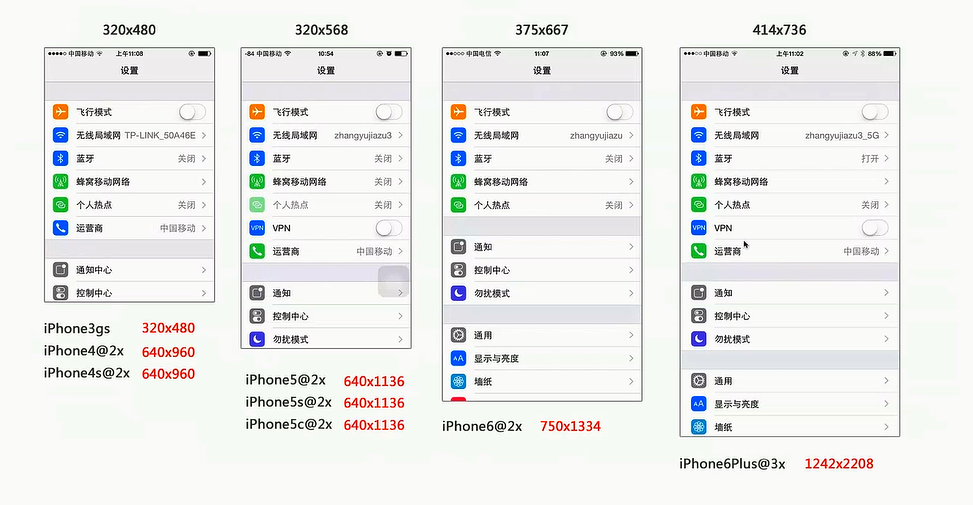 320x480
●●●●○ 中国移动 上午11:08
设置
飞行模式
无线局域网 TP-LINK_50A46E
蓝牙 关闭
蜂窝移动网络
个人热点 关闭
运营商 中国移动
通知中心
控制中心
iPhone3gs 320x480
iPhone4@2x 640x960
iPhone4s@2x 640x960
320x568
-84 中国移动 10:54
设置
飞行模式
无线局域网 zhangyujiazu3
蓝牙 关闭
蜂窝移动网络 关闭
个人热点 关闭
VPN VPN
运营商 中国移动
通知
控制中心
勿扰模式
iPhone5@2x 640x1136
iPhone5s@2x 640x1136
iPhone5c@2x 640x1136
375x667
●●○○○ 中国电信 11:07 93%
设置
飞行模式
无线局域网 zhangyujiazu
蓝牙 关闭
蜂窝移动网络
个人热点 关闭
通知
控制中心
勿扰模式
通用
AA 显示与亮度
墙纸
iPhone6@2x 750x1334
414x736
●●●○○ 中国移动 上午11:02 88%
设置
飞行模式
无线局域网 zhangyujiazu3_5G
蓝牙 打开
蜂窝移动网络
个人热点 关闭
VPN VPN
运营商 中国移动
通知
控制中心
勿扰模式
通用
AA 显示与亮度
墙纸
iPhone6Plus@3x 1242x2208